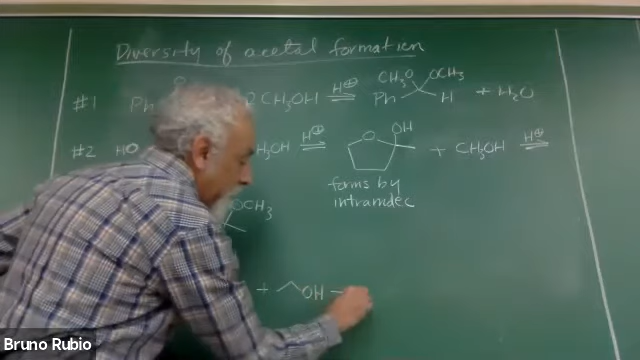 Diversity of acetal formation
#1 Ph 2 CH₃OH ⇌ H⊕ CH₃O OCH₃ Ph H + H₂O
#2 HO H₃OH ⇌ H⊕ O OH + CH₃OH ⇌ H⊕
forms by
OCH₃ intramolec
+ OH
Bruno Rubio